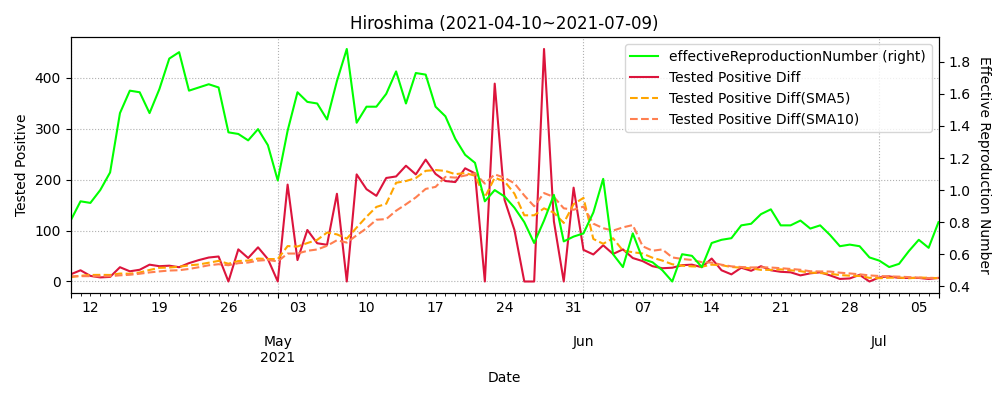 Hiroshima (2021-04-10~2021-07-09)
effectiveReproductionNumber (right)
Tested Positive Diff
Tested Positive Diff(SMA5)
Tested Positive Diff(SMA10)
Tested Positive
400
300
200
100
0
1.8
1.6
1.4
1.2
1.0
0.8
0.6
0.4
Effective Reproduction Number
12 19 26 03 10 17 24 31 07 14 21 28 05
May Jun Jul
2021
Date